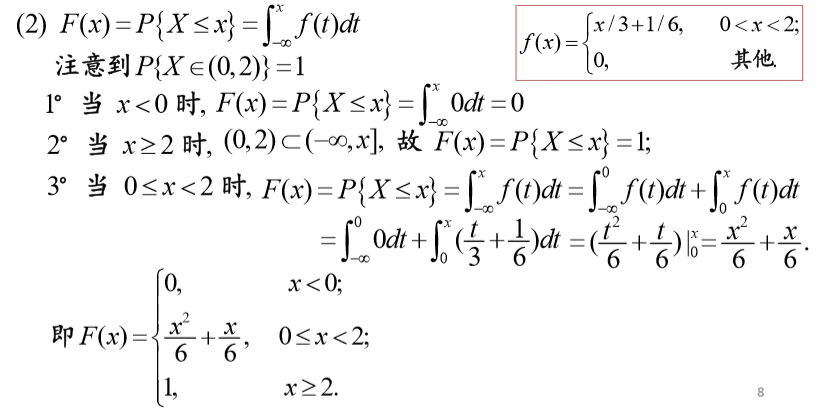 (2) F(x)=P{X≤x}=∫_{-∞}^{x} f(t)dt
f(x)={x/3+1/6, 0<x<2;
0, 其他.
注意到P{X∈(0,2)}=1
1° 当 x<0 时, F(x)=P{X≤x}=∫_{-∞}^{x} 0dt=0
2° 当 x≥2 时, (0,2)⊂(-∞,x], 故 F(x)=P{X≤x}=1;
3° 当 0≤x<2 时, F(x)=P{X≤x}=∫_{-∞}^{x} f(t)dt=∫_{-∞}^{0} f(t)dt+∫_{0}^{x} f(t)dt
=∫_{-∞}^{0} 0dt+∫_{0}^{x} (t/3+1/6)dt=(t²/6+t/6)|_{0}^{x}=x²/6+x/6.
0, x<0;
即F(x)={x²/6+x/6, 0≤x<2;
1, x≥2.
8